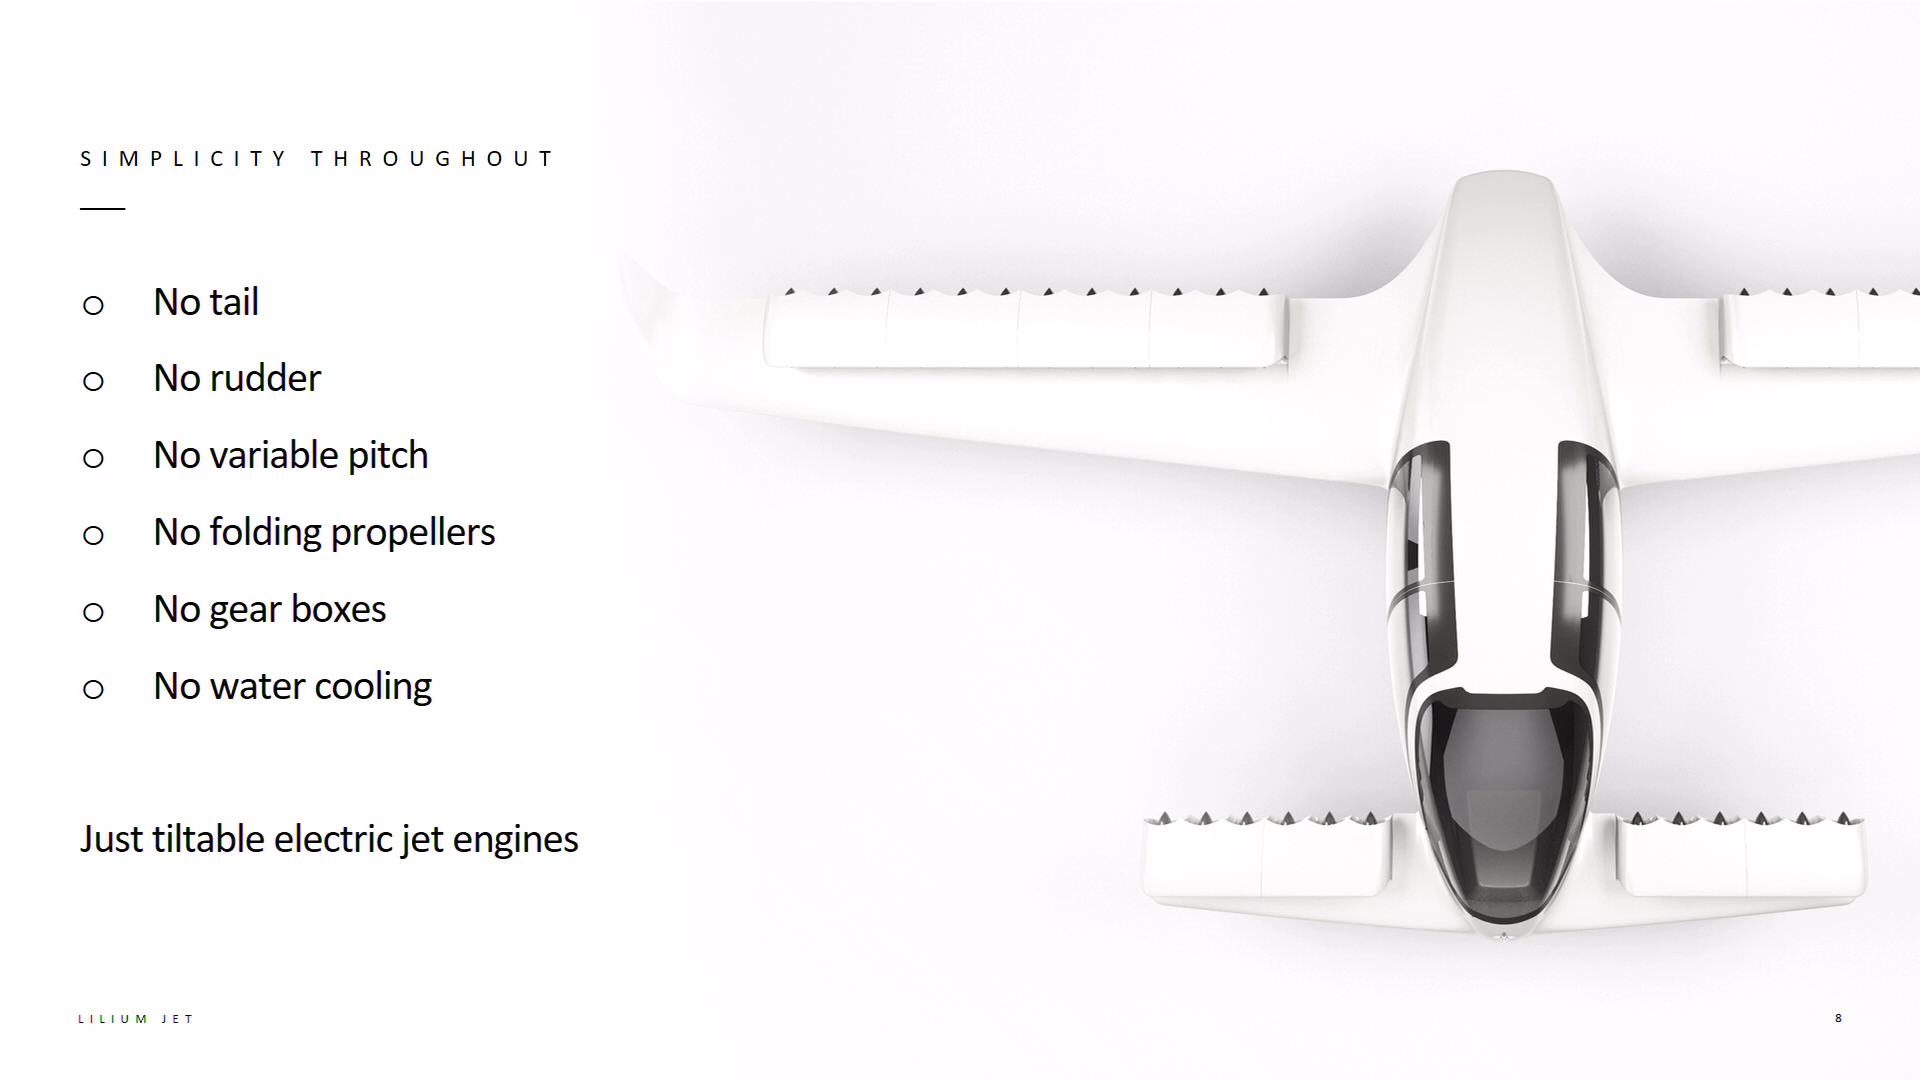 SIMPLICITY THROUGHOUT
o No tail
o No rudder
o No variable pitch
o No folding propellers
o No gear boxes
o No water cooling
Just tiltable electric jet engines
LILIUM JET
8